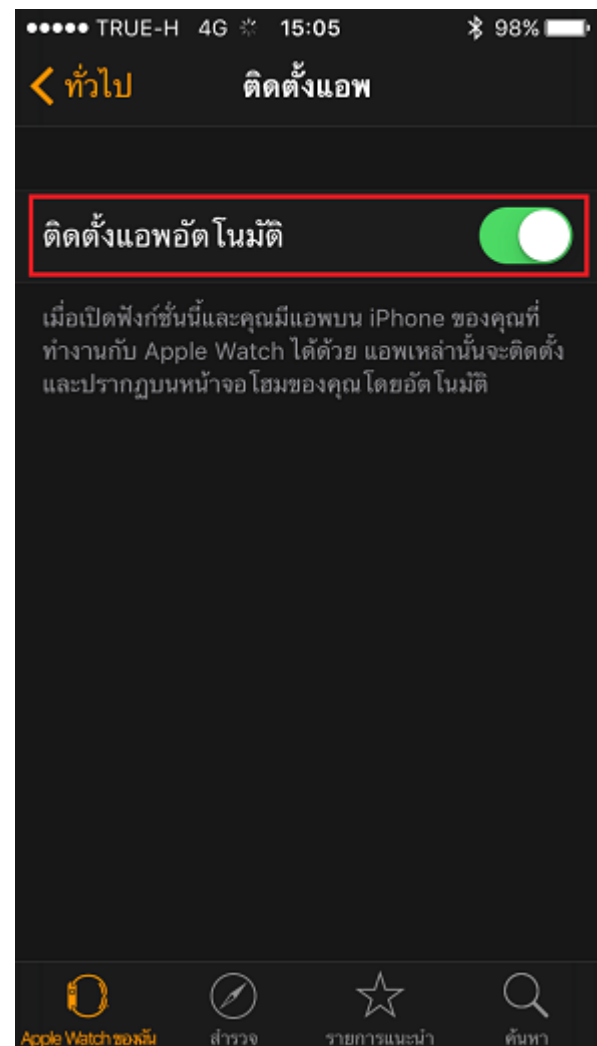 TRUE-H 4G 15:05 98%
ทั่วไป ติดตั้งแอพ
ติดตั้งแอพอัตโนมัติ
เมื่อเปิดฟังก์ชั่นนี้และคุณมีแอพบน iPhone ของคุณที่
ทำงานกับ Apple Watch ได้ด้วย แอพเหล่านั้นจะติดตั้ง
และปรากฏบนหน้าจอโฮมของคุณโดยอัตโนมัติ
Apple Watch ของฉัน สำรวจ รายการแนะนำ ค้นหา